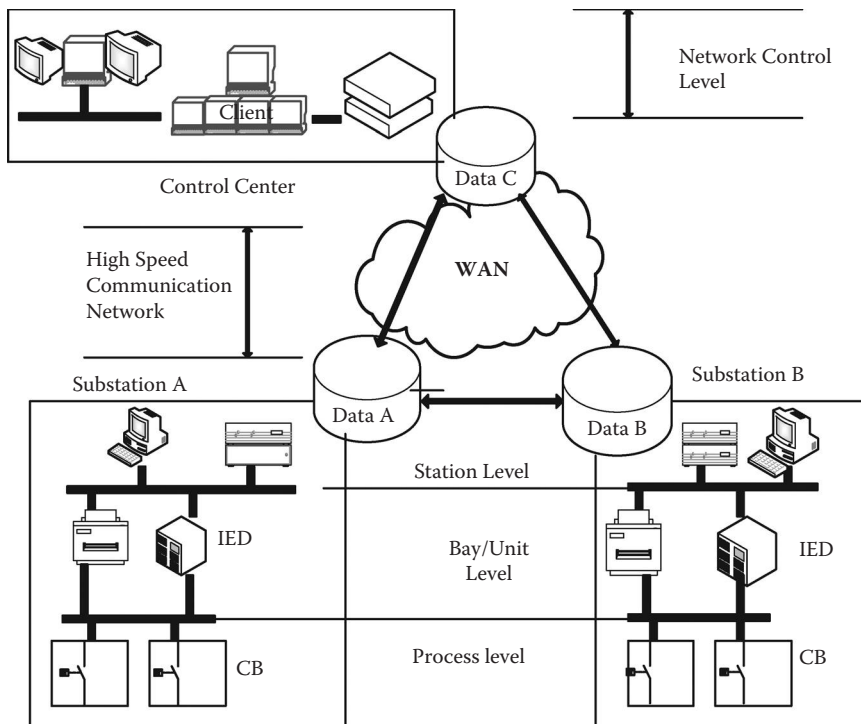 Network Control
Level
Client
Data C
Control Center
High Speed
Communication
Network
WAN
Substation A
Substation B
Data A
Data B
Station Level
IED
Bay/Unit
Level
IED
CB
Process level
CB